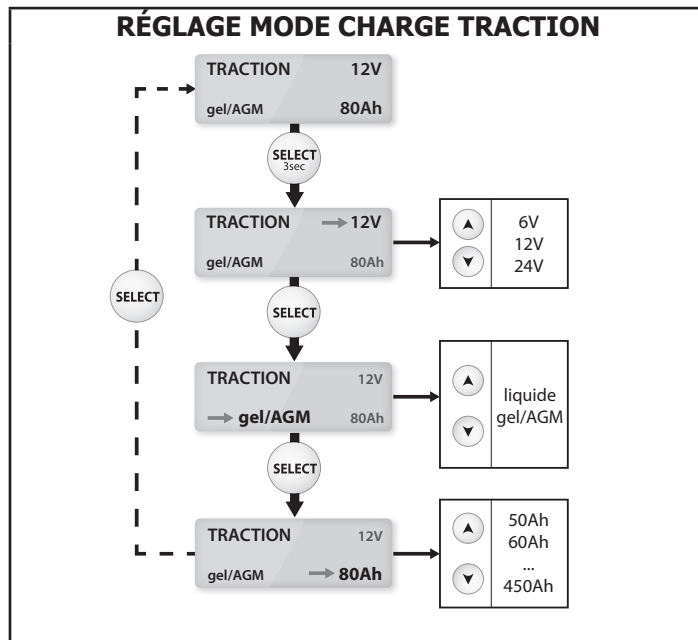 RÉGLAGE MODE CHARGE TRACTION
TRACTION 12V
gel/AGM 80Ah
SELECT
3sec
TRACTION 12V
gel/AGM 80Ah
6V
12V
24V
SELECT
SELECT
TRACTION 12V
gel/AGM 80Ah
liquide
gel/AGM
SELECT
TRACTION 12V
gel/AGM 80Ah
50Ah
60Ah
...
450Ah